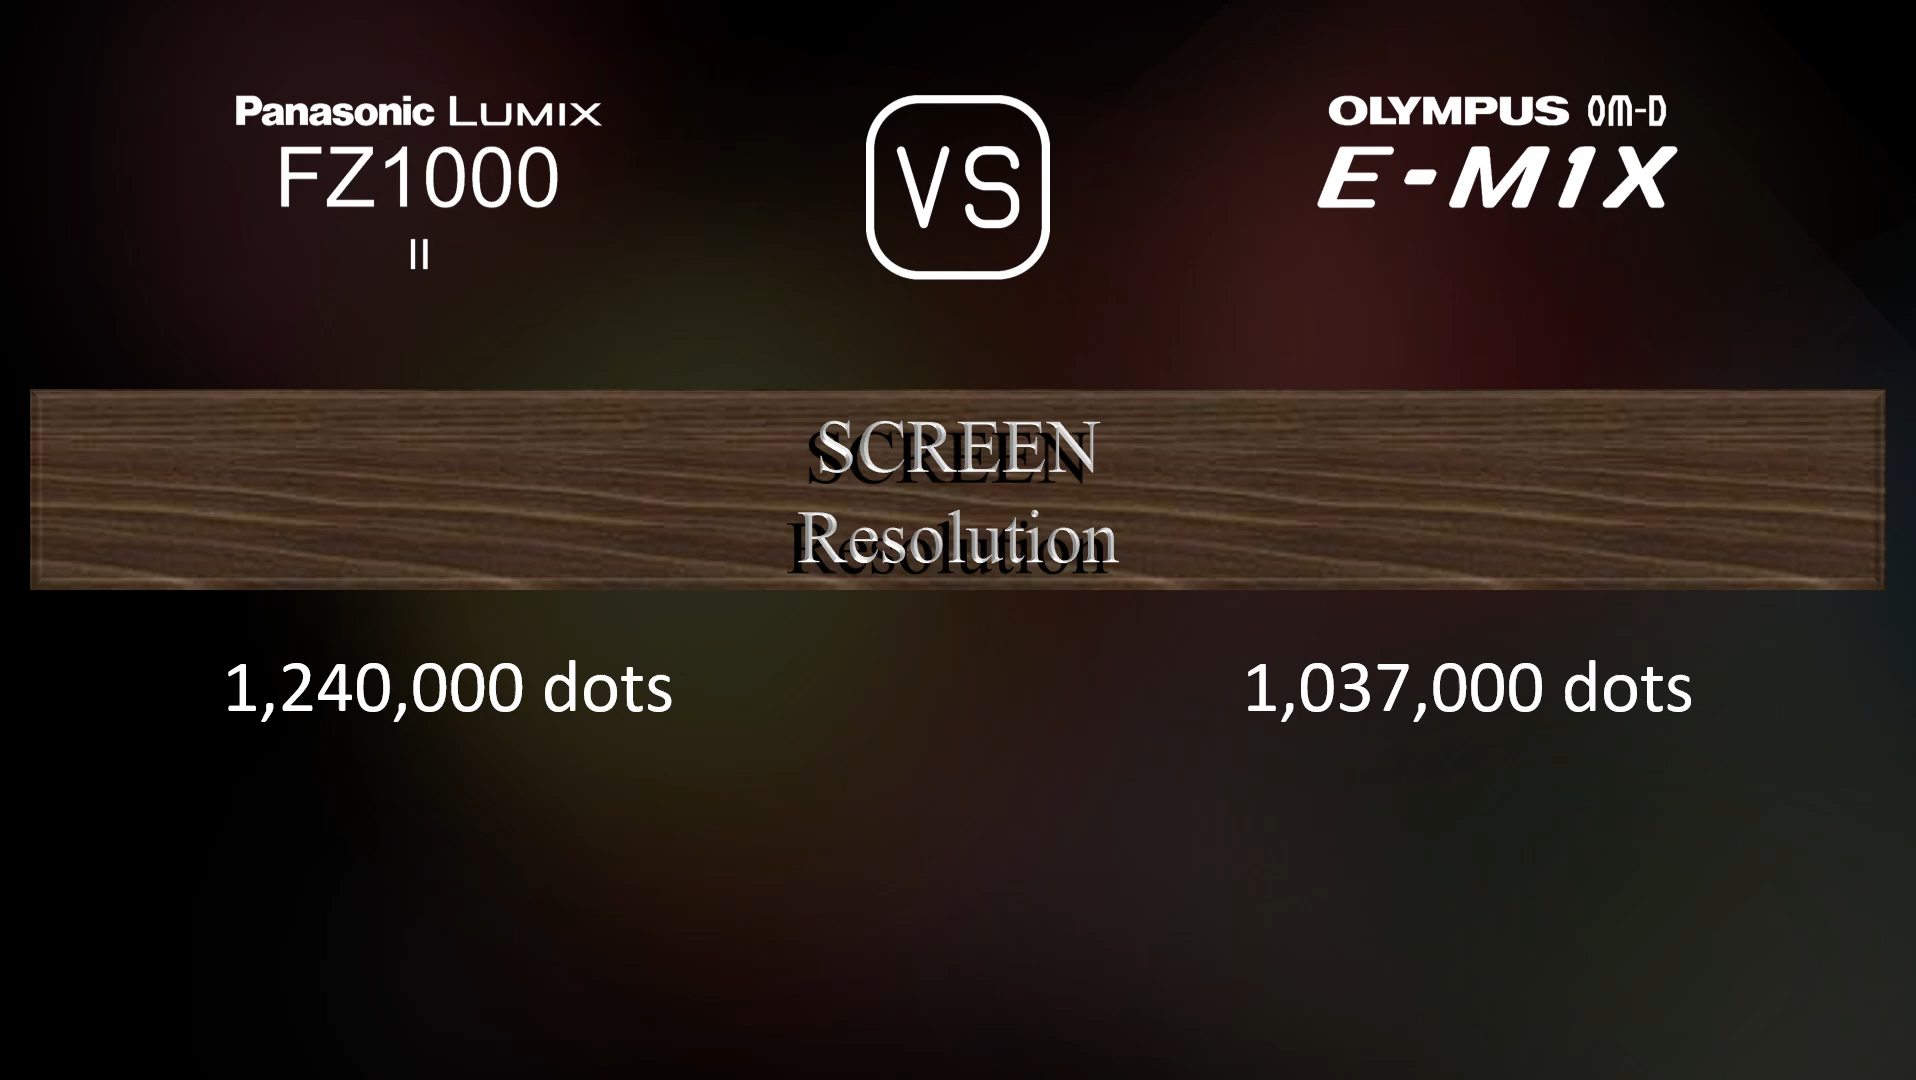 Panasonic LUMIX
FZ1000
II
VS
OLYMPUS OM-D
E-M1X
SCREEN
Resolution
1,240,000 dots
1,037,000 dots